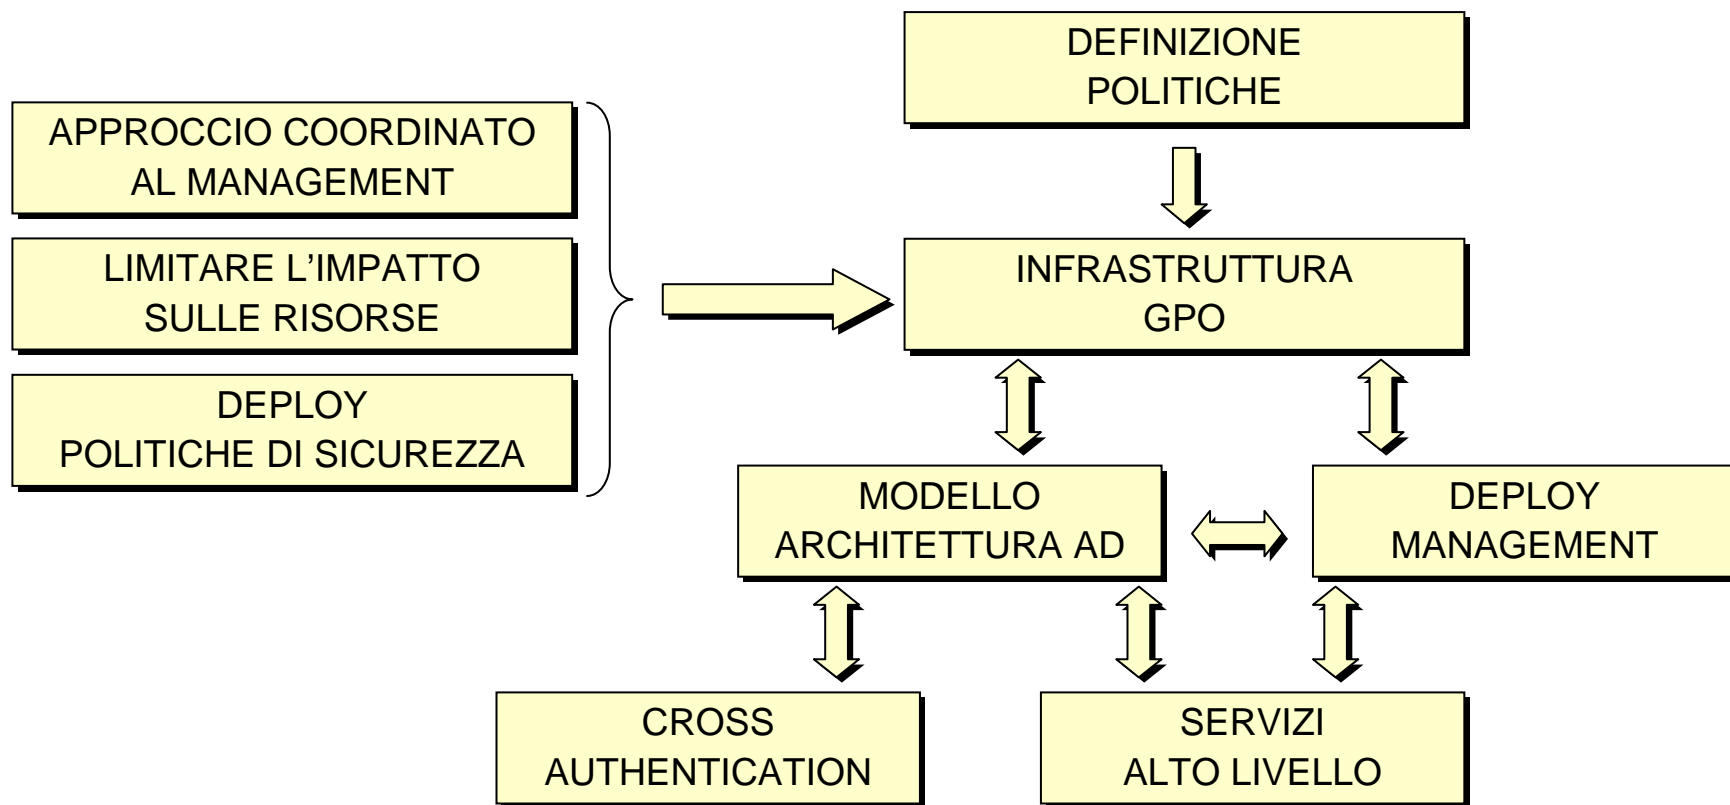 DEFINIZIONE
POLITICHE
APPROCCIO COORDINATO
AL MANAGEMENT
LIMITARE L'IMPATTO
SULLE RISORSE
DEPLOY
POLITICHE DI SICUREZZA
INFRASTRUTTURA
GPO
MODELLO
ARCHITETTURA AD
DEPLOY
MANAGEMENT
CROSS
AUTHENTICATION
SERVIZI
ALTO LIVELLO